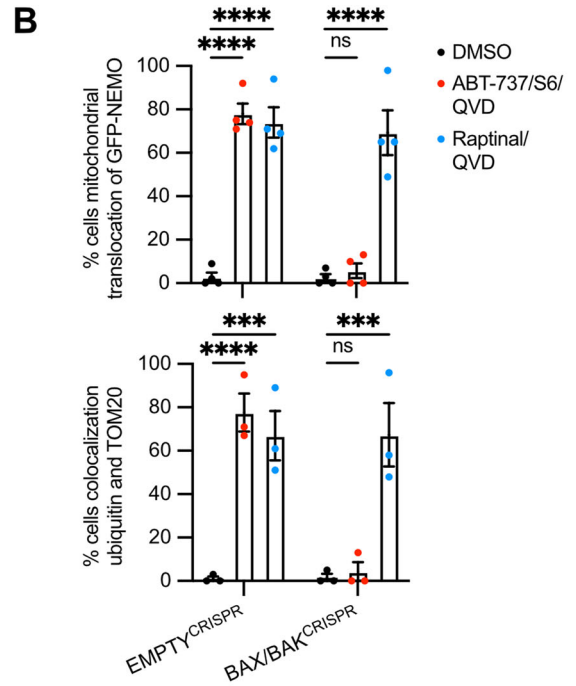 B
****
****
****
ns
% cells mitochondrial
translocation of GFP-NEMO
100
80
60
40
20
0
DMSO
ABT-737/S6/
QVD
Raptinal/
QVD
***
****
***
ns
% cells colocalization
ubiquitin and TOM20
100
80
60
40
20
0
EMPTYCRISPR
BAX/BAKCRISPR